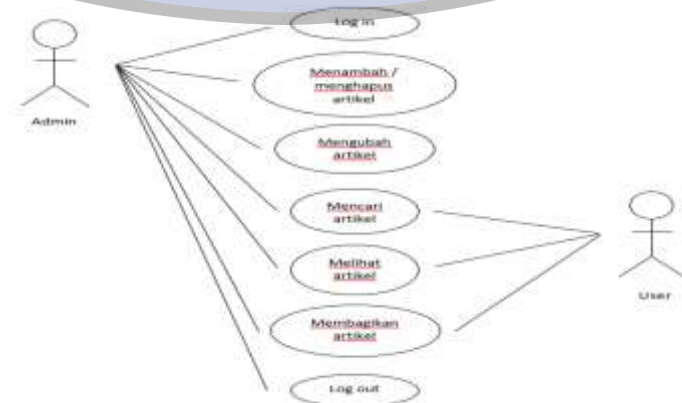 Log in
Menambah /
menghapus
artikel
Admin
Mengubah
artikel
Mencari
artikel
Melihat
artikel
User
Membagikan
artikel
Log out